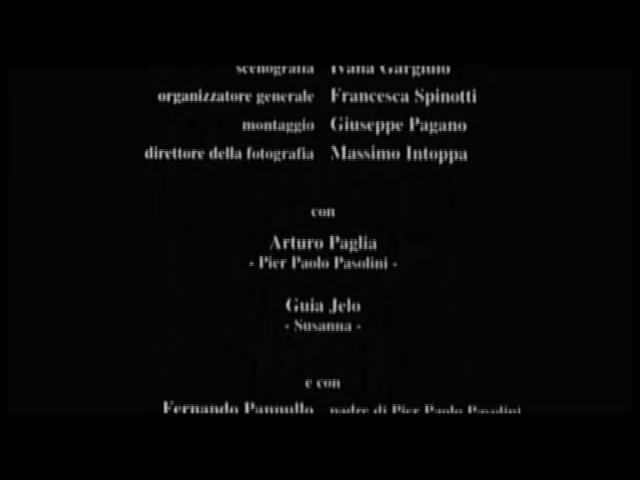 scenografia Ivana Gargiulo
organizzatore generale Francesca Spinotti
montaggio Giuseppe Pagano
direttore della fotografia Massimo Intoppa
con
Arturo Paglia
- Pier Paolo Pasolini -
Guia Jelo
- Susanna -
e con
Fernando Pannullo padre di Pier Paolo Pasolini